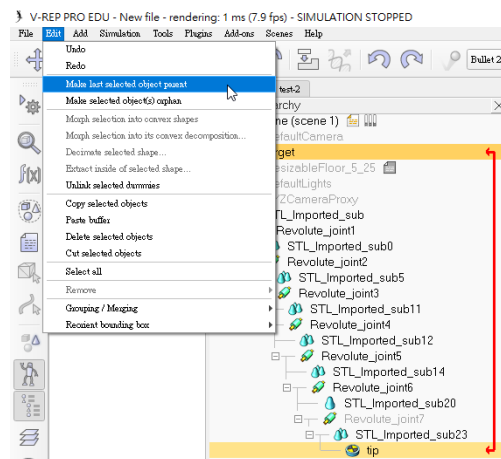 V-REP PRO EDU - New file - rendering: 1 ms (7.9 fps) - SIMULATION STOPPED
File Edit Add Simulation Tools Plugins Add-ons Scenes Help
Undo
Redo
Make last selected object parent
Make selected object(s) orphan
Morph selection into convex shapes
Morph selection into its convex decomposition...
Decimate selected shape...
Extract inside of selected shape...
Unlink selected dummies
Copy selected objects
Paste buffer
Delete selected objects
Cut selected objects
Select all
Remove
Grouping / Merging
Reorient bounding box
Bullet 2
test-2
archy
ne (scene 1)
efaultCamera
rget
esizableFloor_5_25
efaultLights
YZCameraProxy
TL_Imported_sub
Revolute_joint1
STL_Imported_sub0
Revolute_joint2
STL_Imported_sub5
Revolute_joint3
STL_Imported_sub11
Revolute_joint4
STL_Imported_sub12
Revolute_joint5
STL_Imported_sub14
Revolute_joint6
STL_Imported_sub20
Revolute_joint7
STL_Imported_sub23
tip
f(x)